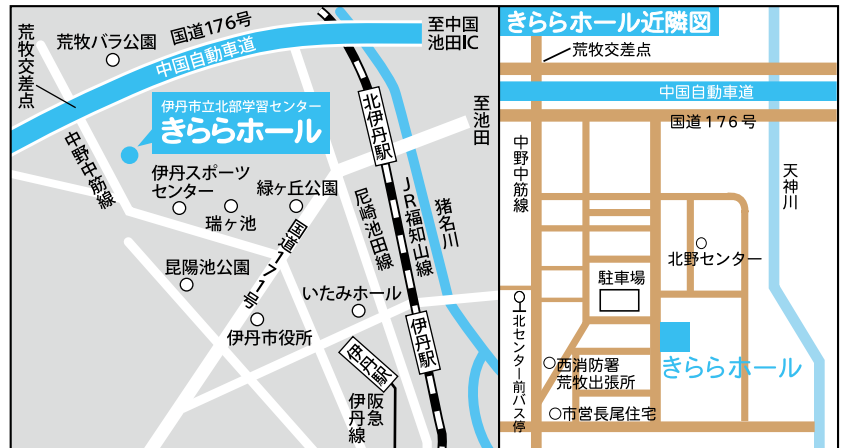 荒牧バラ公園
国道176号
中国自動車道
至中国
池田IC
荒牧交差点
伊丹市立北部学習センター
きららホール
北伊丹駅
至池田
中野中筋線
伊丹スポーツ
センター
瑞ヶ池
緑ヶ丘公園
国道171号
尼崎池田線
JR福知山線
猪名川
昆陽池公園
いたみホール
伊丹市役所
伊丹駅
伊丹駅
阪急
伊丹線
きららホール近隣図
荒牧交差点
中国自動車道
国道176号
中野中筋線
天神川
北野センター
駐車場
北センター前バス停
西消防署
荒牧出張所
きららホール
市営長尾住宅